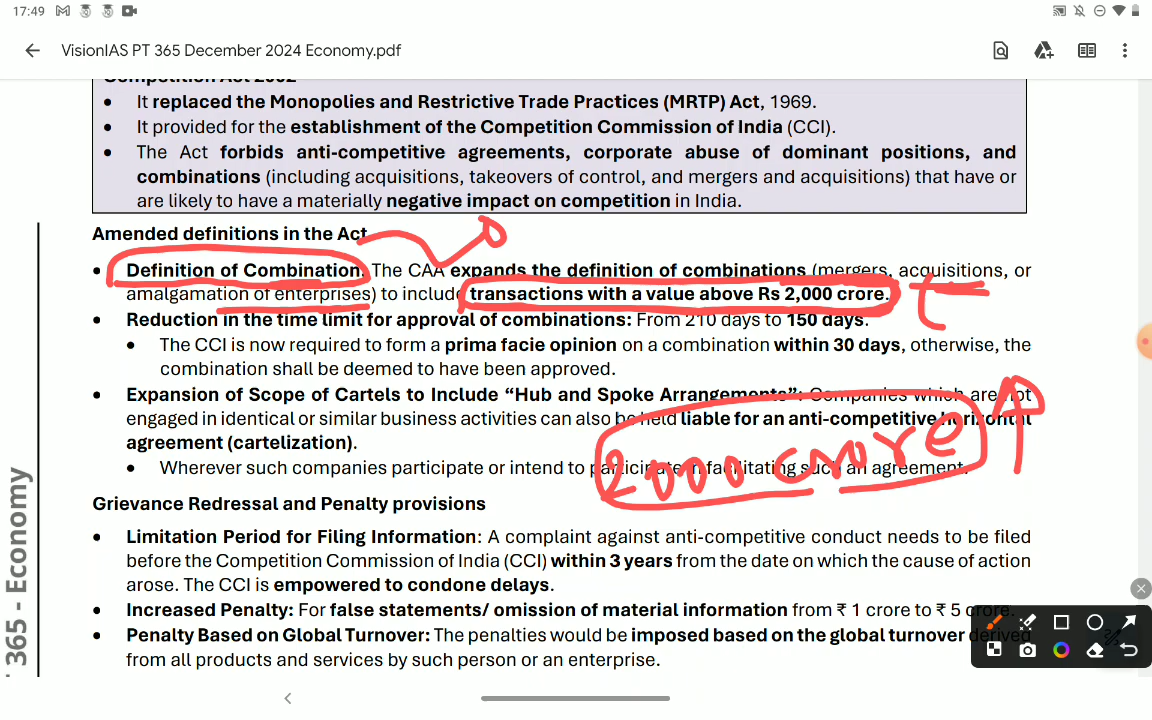 17:49
VisionIAS PT 365 December 2024 Economy.pdf
Competition Act 2002
• It replaced the Monopolies and Restrictive Trade Practices (MRTP) Act, 1969.
• It provided for the establishment of the Competition Commission of India (CCI).
• The Act forbids anti-competitive agreements, corporate abuse of dominant positions, and
combinations (including acquisitions, takeovers of control, and mergers and acquisitions) that have or
are likely to have a materially negative impact on competition in India.
Amended definitions in the Act
• Definition of Combination: The CAA expands the definition of combinations (mergers, acquisitions, or
amalgamation of enterprises) to include transactions with a value above Rs 2,000 crore.
• Reduction in the time limit for approval of combinations: From 210 days to 150 days.
• The CCI is now required to form a prima facie opinion on a combination within 30 days, otherwise, the
combination shall be deemed to have been approved.
• Expansion of Scope of Cartels to Include “Hub and Spoke Arrangements”: Companies which are not
engaged in identical or similar business activities can also be held liable for an anti-competitive horizontal
agreement (cartelization).
• Wherever such companies participate or intend to participate in facilitating such an agreement.
2000 crore
Grievance Redressal and Penalty provisions
• Limitation Period for Filing Information: A complaint against anti-competitive conduct needs to be filed
before the Competition Commission of India (CCI) within 3 years from the date on which the cause of action
arose. The CCI is empowered to condone delays.
• Increased Penalty: For false statements/ omission of material information from ₹ 1 crore to ₹ 5 crore.
• Penalty Based on Global Turnover: The penalties would be imposed based on the global turnover derived
from all products and services by such person or an enterprise.
365 - Economy